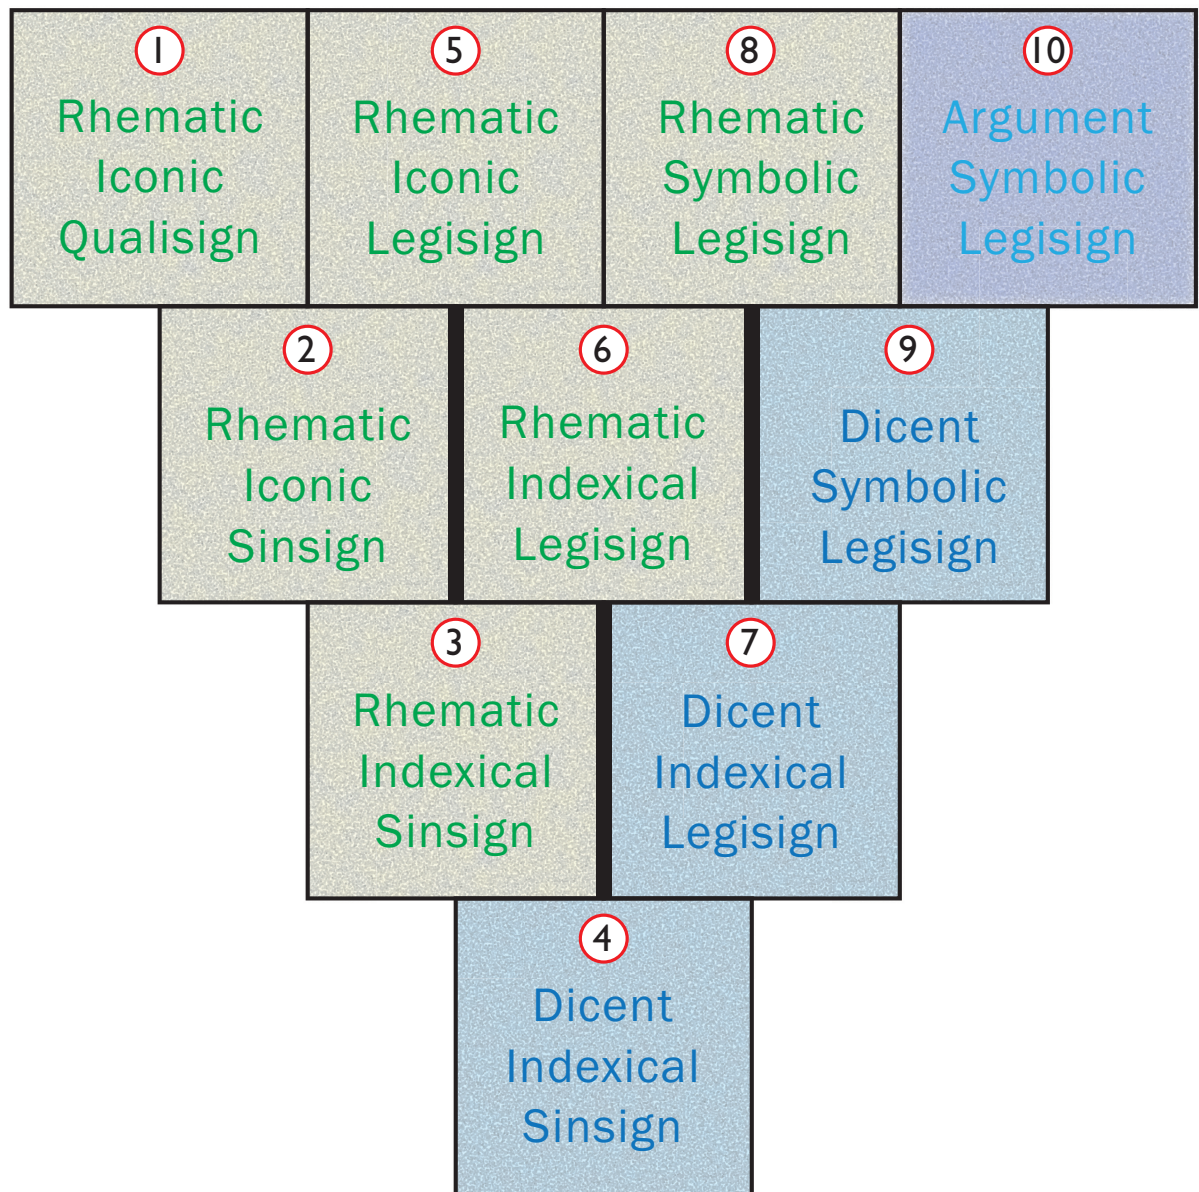 1
Rhematic
Iconic
Qualisign
5
Rhematic
Iconic
Legisign
8
Rhematic
Symbolic
Legisign
10
Argument
Symbolic
Legisign
2
Rhematic
Iconic
Sinsign
6
Rhematic
Indexical
Legisign
9
Dicent
Symbolic
Legisign
3
Rhematic
Indexical
Sinsign
7
Dicent
Indexical
Legisign
4
Dicent
Indexical
Sinsign